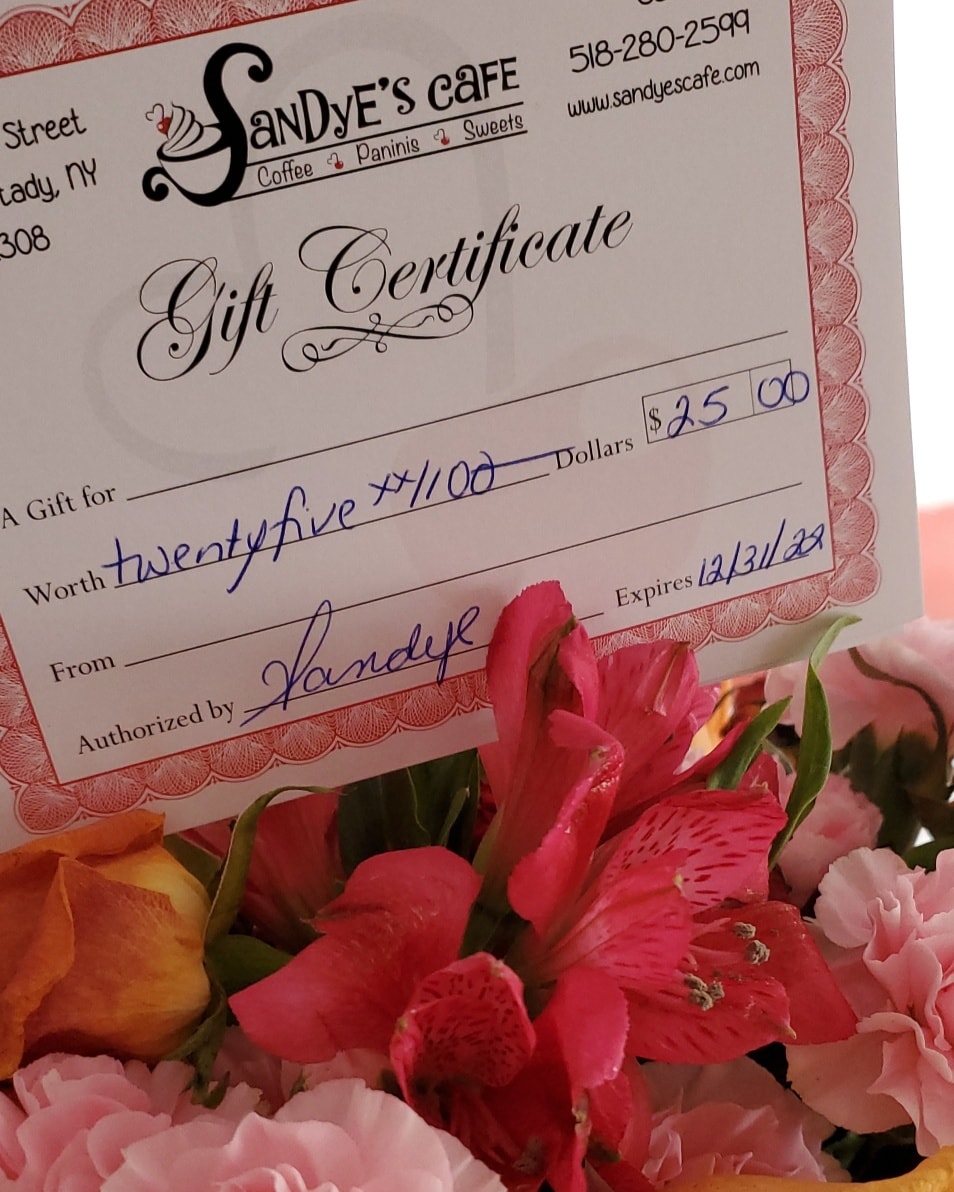 Street
tady, NY
308
SANDYE'S CAFE
Coffee Paninis Sweets
518-280-2599
www.sandyescafe.com
Gift Certificate
A Gift for
$ 25 00
Worth twentyfive xx/100 Dollars
From
Expires 12/31/22
Authorized by Sandye